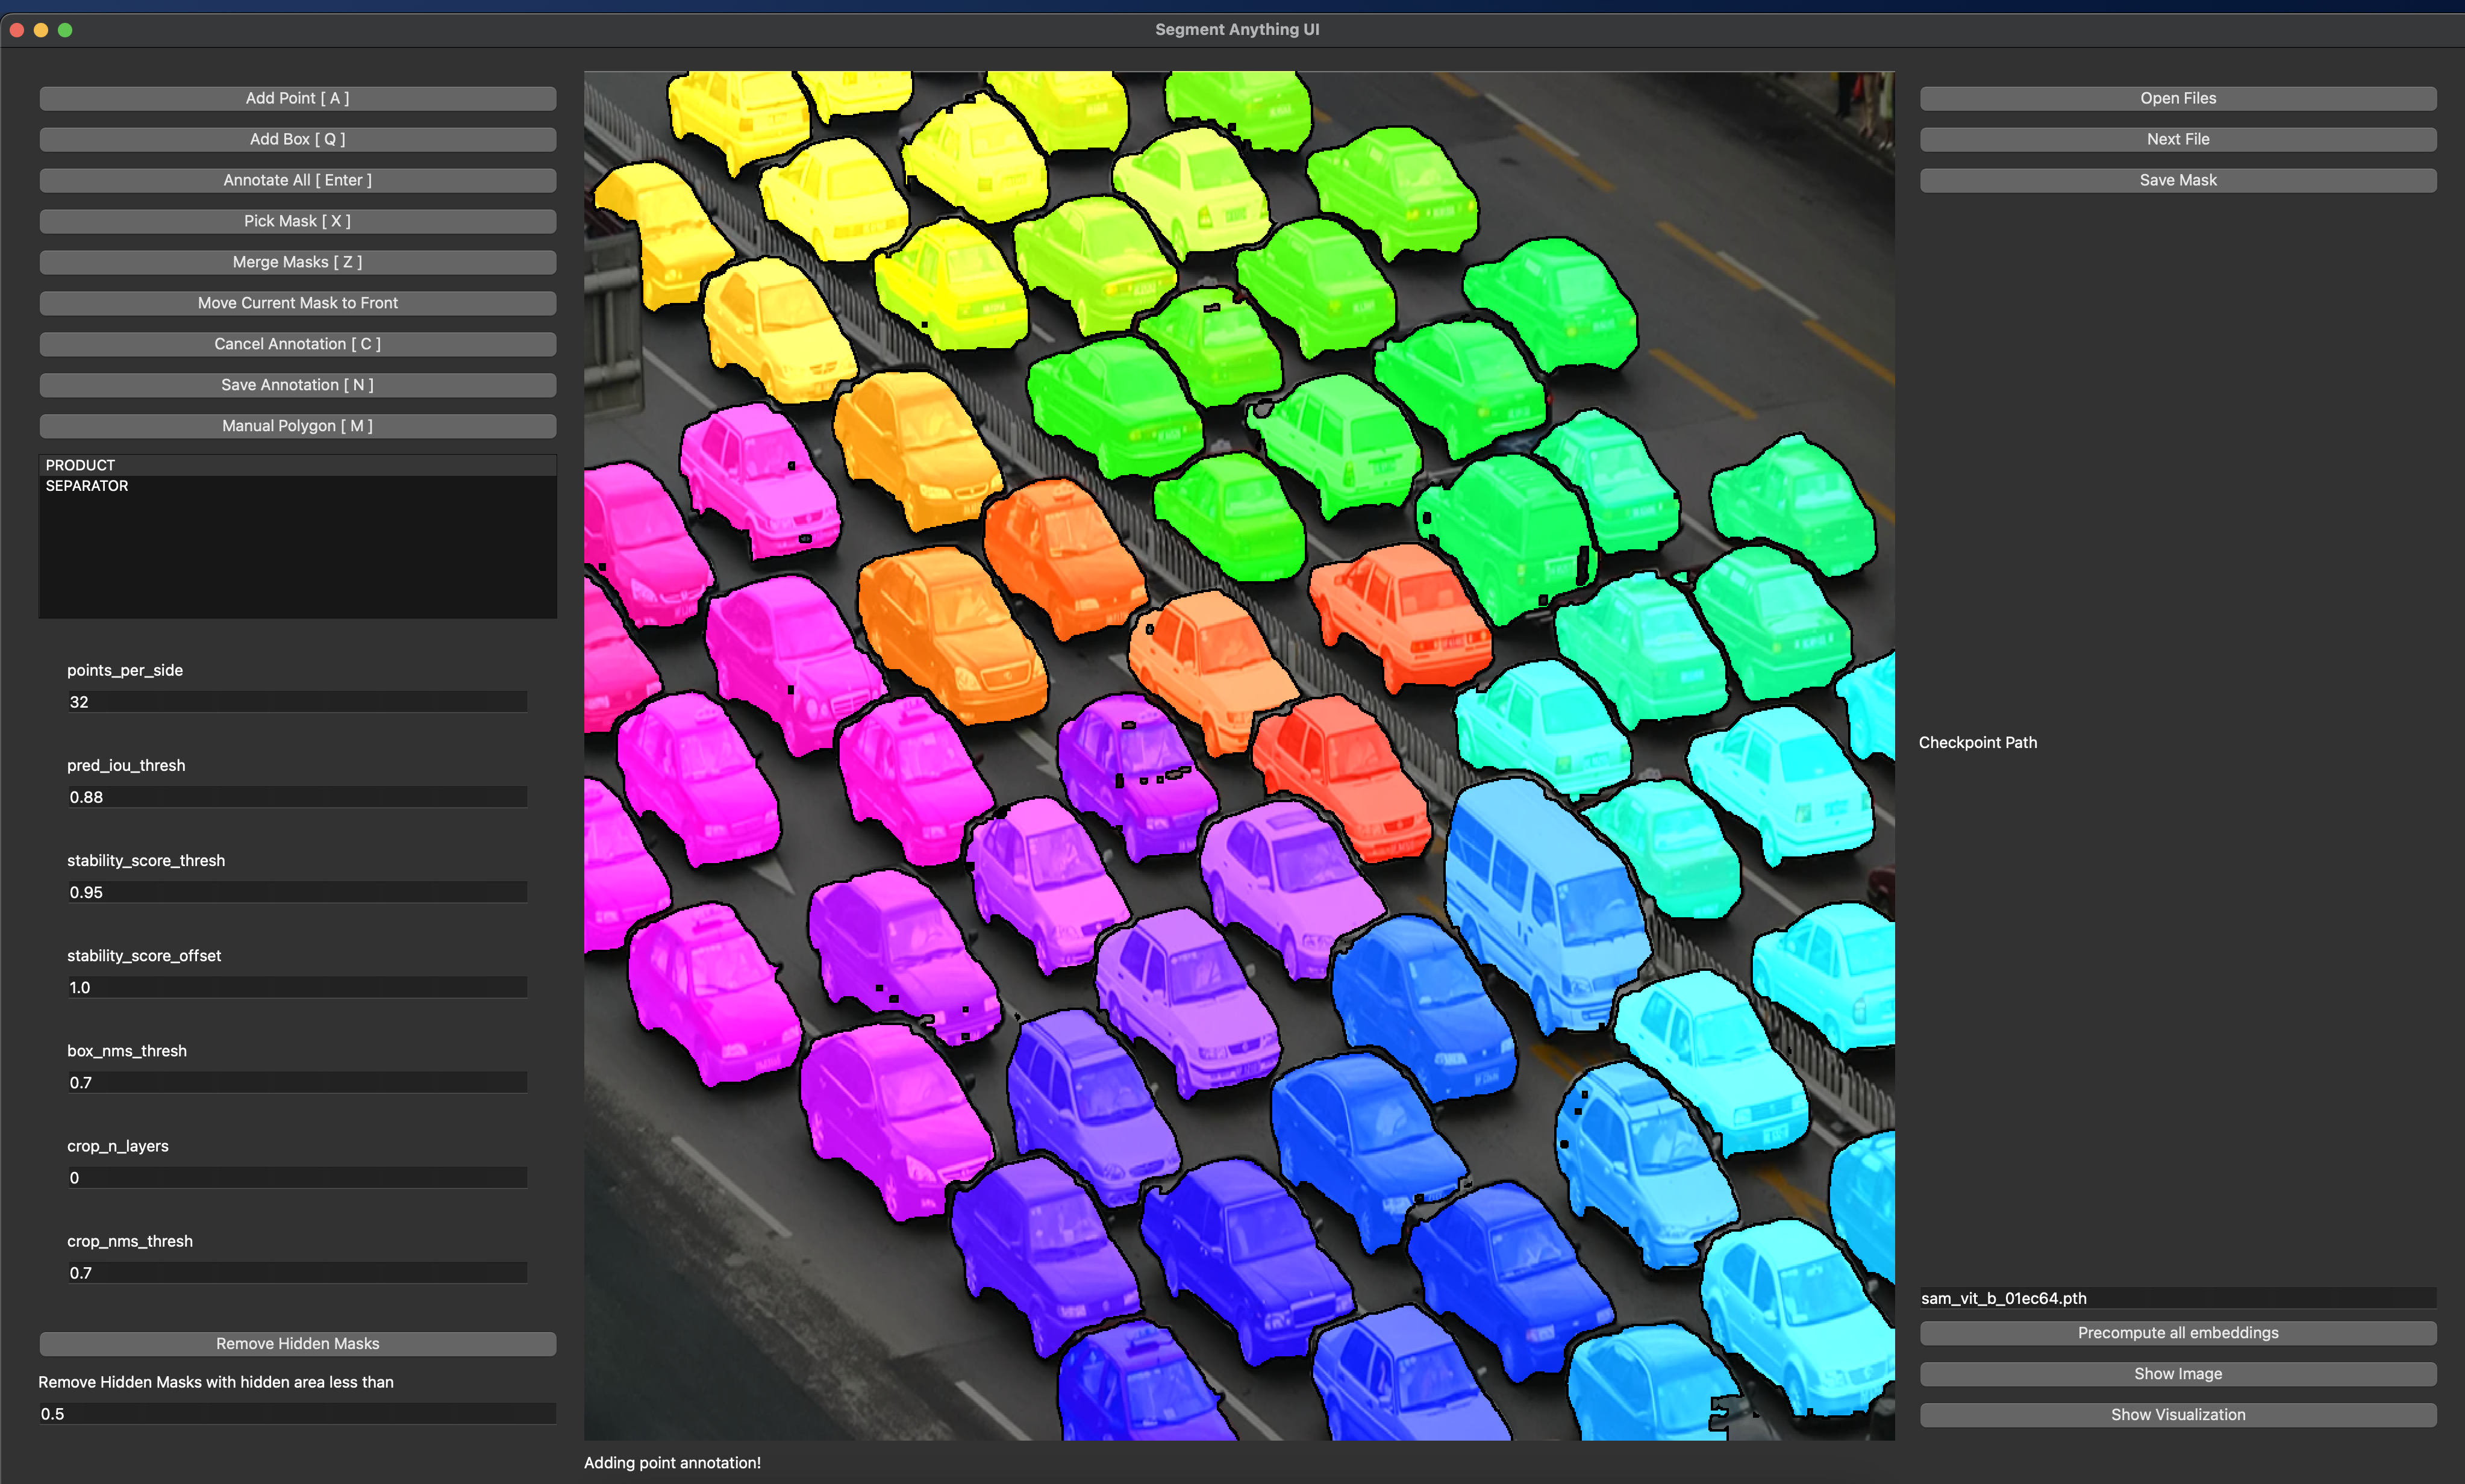 Segment Anything UI
Add Point [ A ]
Add Box [ Q ]
Annotate All [ Enter ]
Pick Mask [ X ]
Merge Masks [ Z ]
Move Current Mask to Front
Cancel Annotation [ C ]
Save Annotation [ N ]
Manual Polygon [ M ]
PRODUCT
SEPARATOR
points_per_side
32
pred_iou_thresh
0.88
stability_score_thresh
0.95
stability_score_offset
1.0
box_nms_thresh
0.7
crop_n_layers
0
crop_nms_thresh
0.7
Remove Hidden Masks
Remove Hidden Masks with hidden area less than
0.5
Adding point annotation!
Open Files
Next File
Save Mask
Checkpoint Path
sam_vit_b_01ec64.pth
Precompute all embeddings
Show Image
Show Visualization